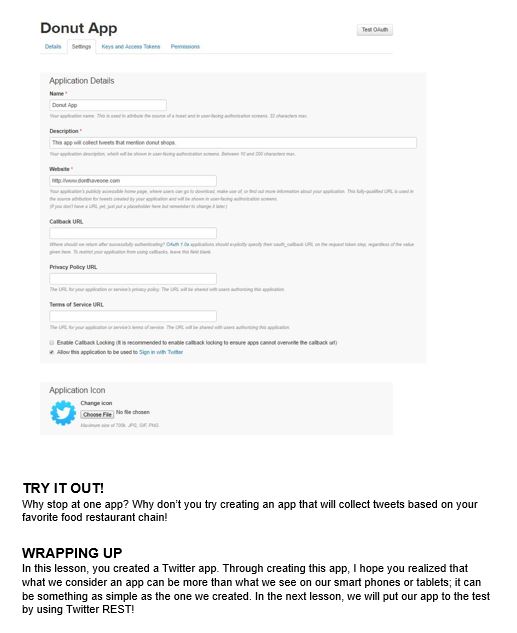 Donut App
Test OAuth
Details Settings Keys and Access Tokens Permissions
Application Details
Name *
Donut App
Your application name. This is used to attribute the source of a tweet and in user-facing authorization screens. 32 characters max.
Description *
This app will collect tweets that mention donut shops.
Your application description, which will be shown in user-facing authorization screens. Between 10 and 200 characters max.
Website *
http://www.donthaveone.com
Your application's publicly accessible home page, where users can go to download, make use of, or find out more information about your application. This fully-qualified URL is used in
the source attribution for tweets created by your application and will be shown in user-facing authorization screens.
(If you don't have a URL yet, just put a placeholder here but remember to change it later.)
Callback URL
Where should we return after successfully authenticating? OAuth 1.0a applications should explicitly specify their oauth_callback URL on the request token step, regardless of the value
given here. To restrict your application from using callbacks, leave this field blank.
Privacy Policy URL
The URL for your application or service's privacy policy. The URL will be shared with users authorizing this application.
Terms of Service URL
The URL for your application or service's terms of service. The URL will be shared with users authorizing this application.
Enable Callback Locking (It is recommended to enable callback locking to ensure apps cannot overwrite the callback url)
Allow this application to be used to Sign in with Twitter
Application Icon
Change icon
Choose File No file chosen
Maximum size of 700k. JPG, GIF, PNG.
TRY IT OUT!
Why stop at one app? Why don't you try creating an app that will collect tweets based on your
favorite food restaurant chain!
WRAPPING UP
In this lesson, you created a Twitter app. Through creating this app, I hope you realized that
what we consider an app can be more than what we see on our smart phones or tablets; it can
be something as simple as the one we created. In the next lesson, we will put our app to the test
by using Twitter REST!